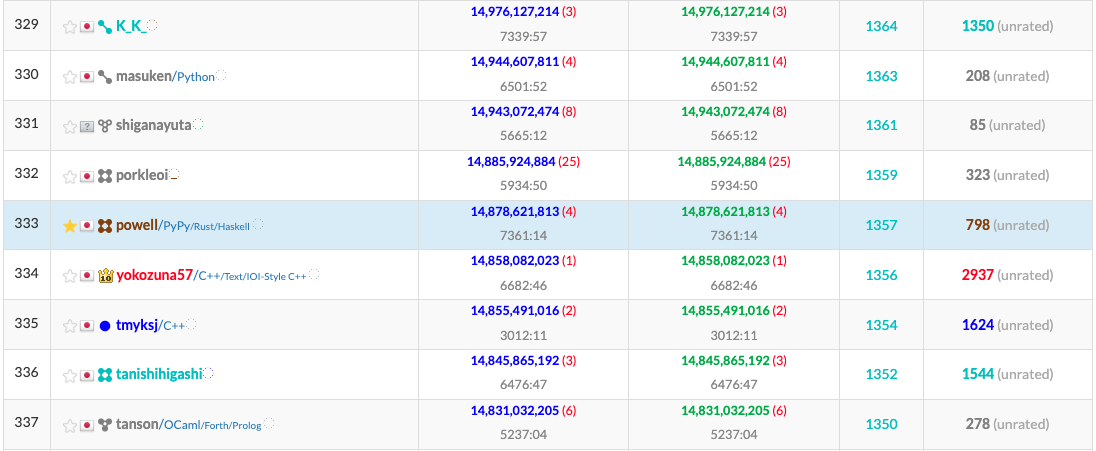 329 K_K_ 14,976,127,214 (3) 14,976,127,214 (3) 1364 1350 (unrated)
7339:57 7339:57
330 masuken/Python 14,944,607,811 (4) 14,944,607,811 (4) 1363 208 (unrated)
6501:52 6501:52
331 ? shiganayuta 14,943,072,474 (8) 14,943,072,474 (8) 1361 85 (unrated)
5665:12 5665:12
332 porkleoi 14,885,924,884 (25) 14,885,924,884 (25) 1359 323 (unrated)
5934:50 5934:50
333 powell/PyPy/Rust/Haskell 14,878,621,813 (4) 14,878,621,813 (4) 1357 798 (unrated)
7361:14 7361:14
334 yokozuna57/C++/Text/IOI-Style C++ 14,858,082,023 (1) 14,858,082,023 (1) 1356 2937 (unrated)
6682:46 6682:46
335 tmyksj/C++ 14,855,491,016 (2) 14,855,491,016 (2) 1354 1624 (unrated)
3012:11 3012:11
336 tanishihigashi 14,845,865,192 (3) 14,845,865,192 (3) 1352 1544 (unrated)
6476:47 6476:47
337 tanson/OCaml/Forth/Prolog 14,831,032,205 (6) 14,831,032,205 (6) 1350 278 (unrated)
5237:04 5237:04